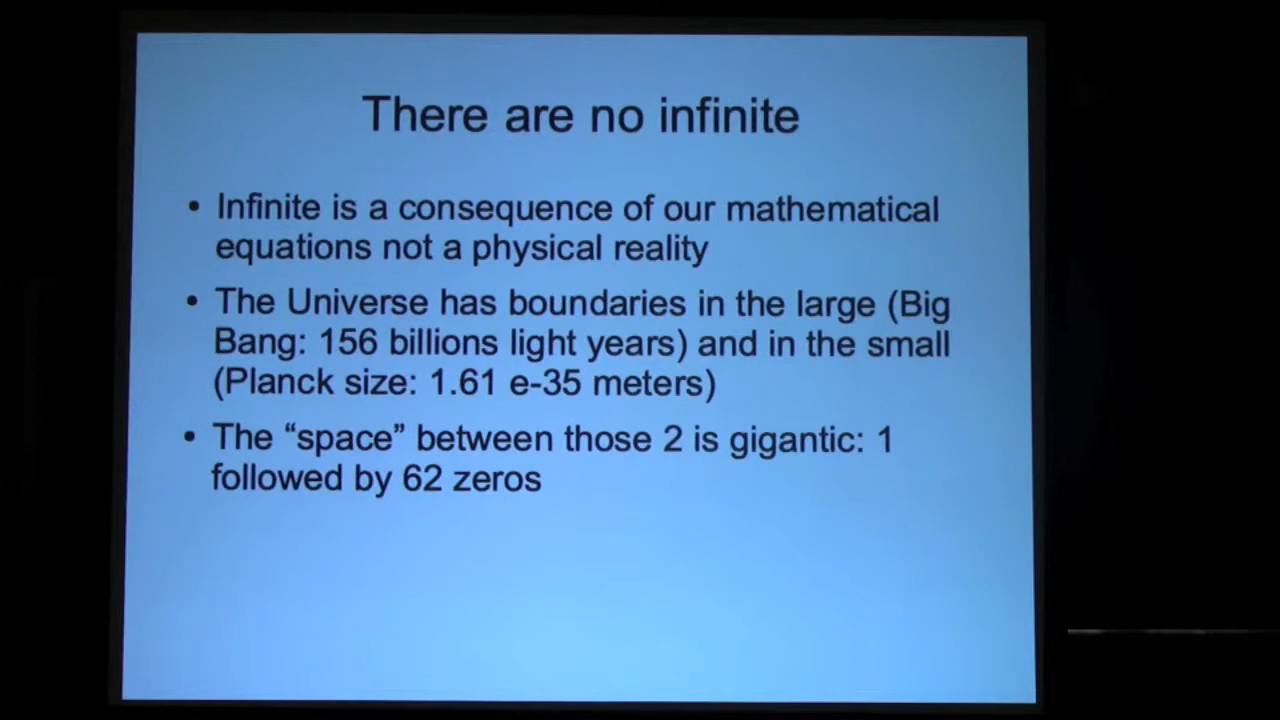 There are no infinite
• Infinite is a consequence of our mathematical
equations not a physical reality
• The Universe has boundaries in the large (Big
Bang: 156 billions light years) and in the small
(Planck size: 1.61 e-35 meters)
• The “space” between those 2 is gigantic: 1
followed by 62 zeros